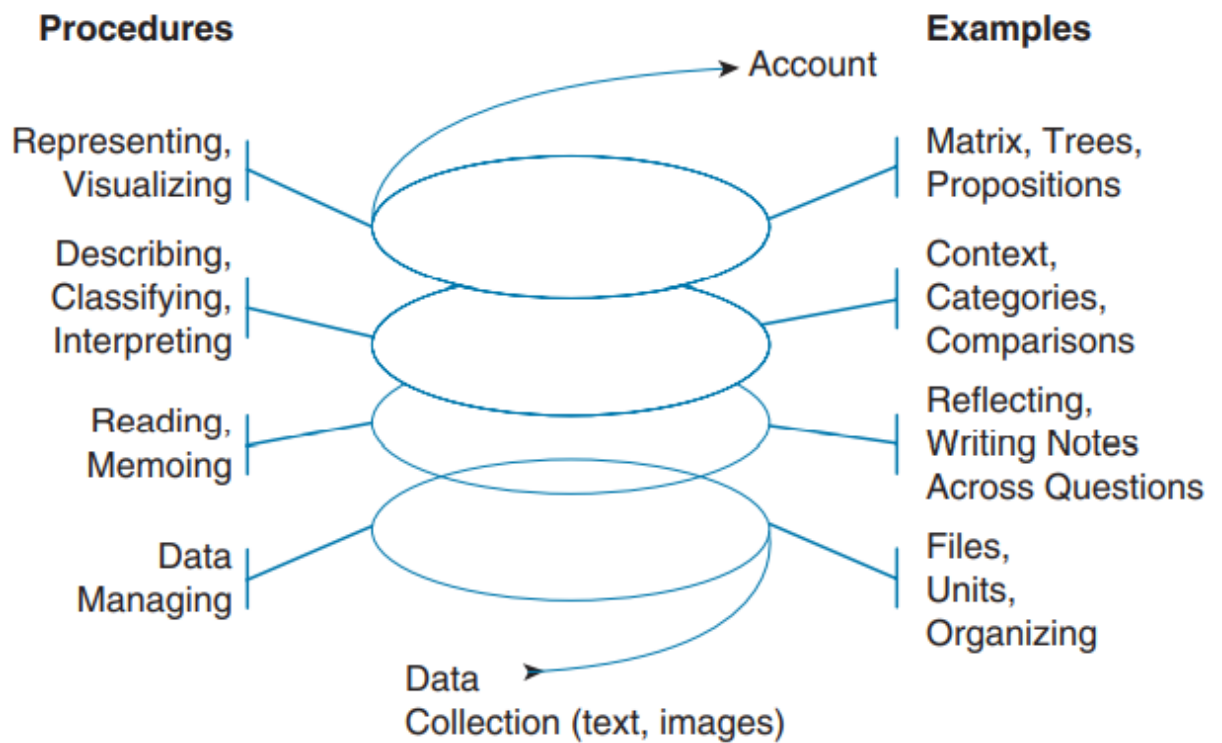 Procedures
Examples
Account
Representing,
Visualizing
Matrix, Trees,
Propositions
Describing,
Classifying,
Interpreting
Context,
Categories,
Comparisons
Reading,
Memoing
Reflecting,
Writing Notes
Across Questions
Data
Managing
Files,
Units,
Organizing
Data
Collection (text, images)